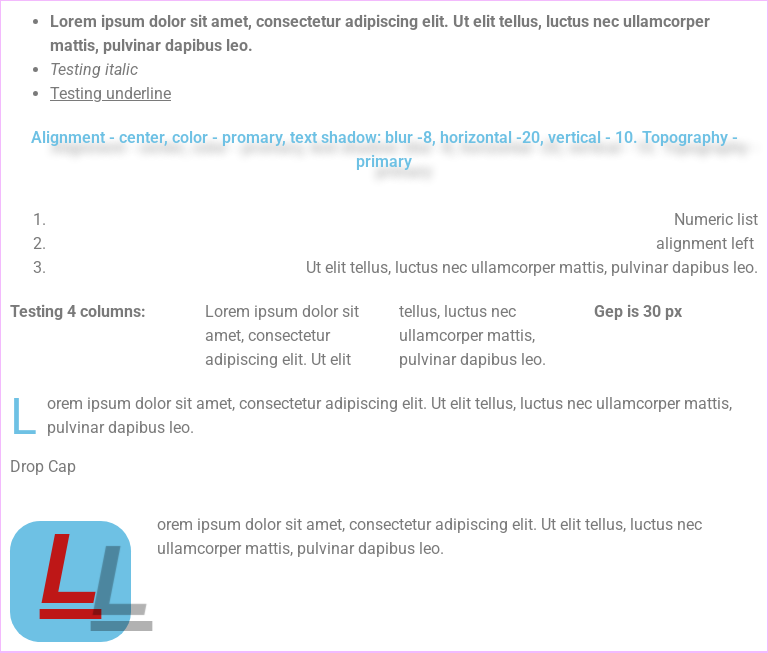 • Lorem ipsum dolor sit amet, consectetur adipiscing elit. Ut elit tellus, luctus nec ullamcorper
mattis, pulvinar dapibus leo.
• Testing italic
• Testing underline
Alignment - center, color - promary, text shadow: blur -8, horizontal -20, vertical - 10. Topography -
primary
1. Numeric list
2. alignment left
3. Ut elit tellus, luctus nec ullamcorper mattis, pulvinar dapibus leo.
Testing 4 columns:
Lorem ipsum dolor sit
amet, consectetur
adipiscing elit. Ut elit
tellus, luctus nec
ullamcorper mattis,
pulvinar dapibus leo.
Gep is 30 px
Lorem ipsum dolor sit amet, consectetur adipiscing elit. Ut elit tellus, luctus nec ullamcorper mattis,
pulvinar dapibus leo.
Drop Cap
Lorem ipsum dolor sit amet, consectetur adipiscing elit. Ut elit tellus, luctus nec
ullamcorper mattis, pulvinar dapibus leo.